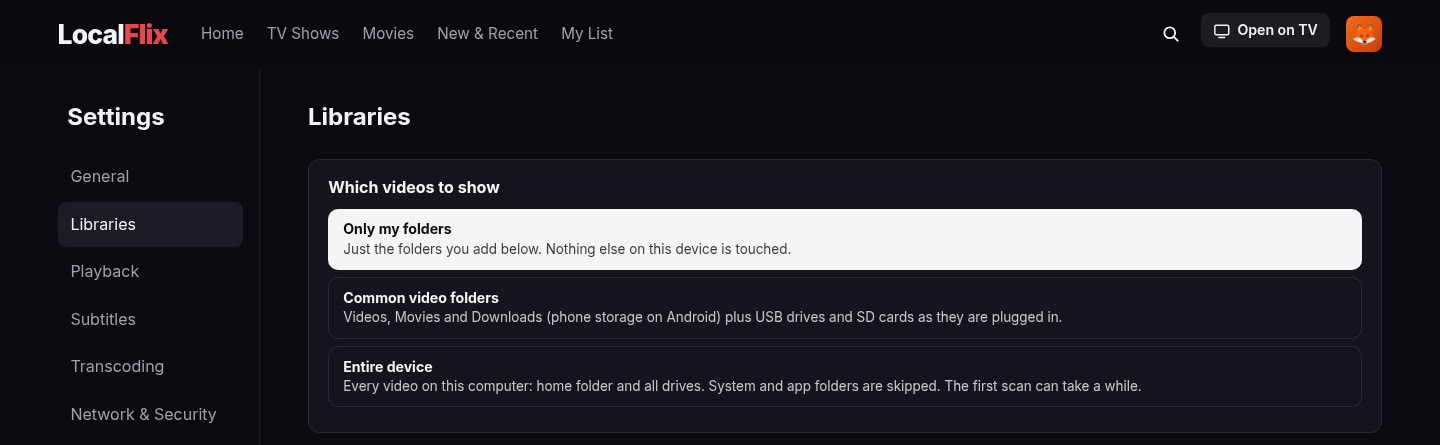 LocalFlix
Home
TV Shows
Movies
New & Recent
My List
Open on TV
Settings
General
Libraries
Playback
Subtitles
Transcoding
Network & Security
Libraries
Which videos to show
Only my folders
Just the folders you add below. Nothing else on this device is touched.
Common video folders
Videos, Movies and Downloads (phone storage on Android) plus USB drives and SD cards as they are plugged in.
Entire device
Every video on this computer: home folder and all drives. System and app folders are skipped. The first scan can take a while.